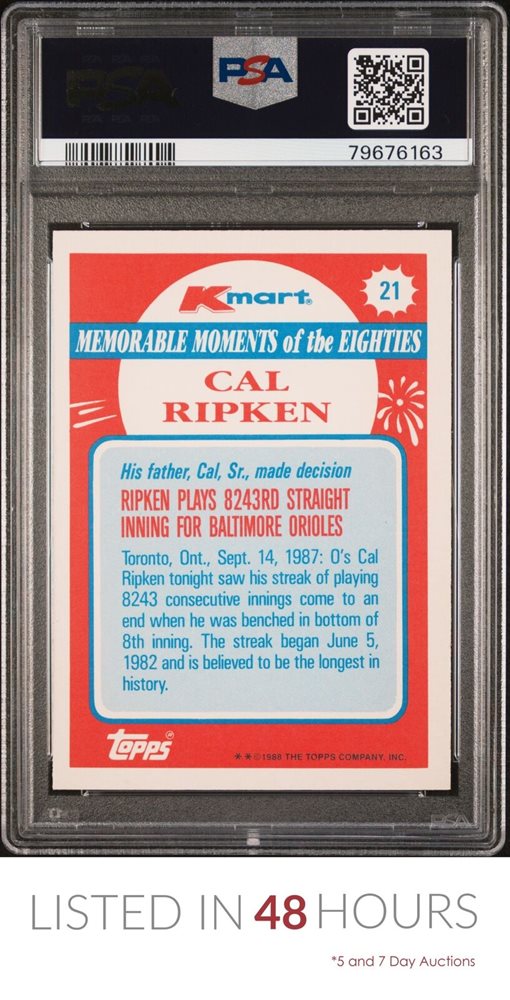 PSA
PSA
79676163
Kmart®
21
MEMORABLE MOMENTS of the EIGHTIES
CAL
RIPKEN
His father, Cal, Sr., made decision
RIPKEN PLAYS 8243RD STRAIGHT
INNING FOR BALTIMORE ORIOLES
Toronto, Ont., Sept. 14, 1987: O's Cal
Ripken tonight saw his streak of playing
8243 consecutive innings come to an
end when he was benched in bottom of
8th inning. The streak began June 5,
1982 and is believed to be the longest in
history.
Topps®
**©1988 THE TOPPS COMPANY, INC.
PSA
LISTED IN 48 HOURS
*5 and 7 Day Auctions